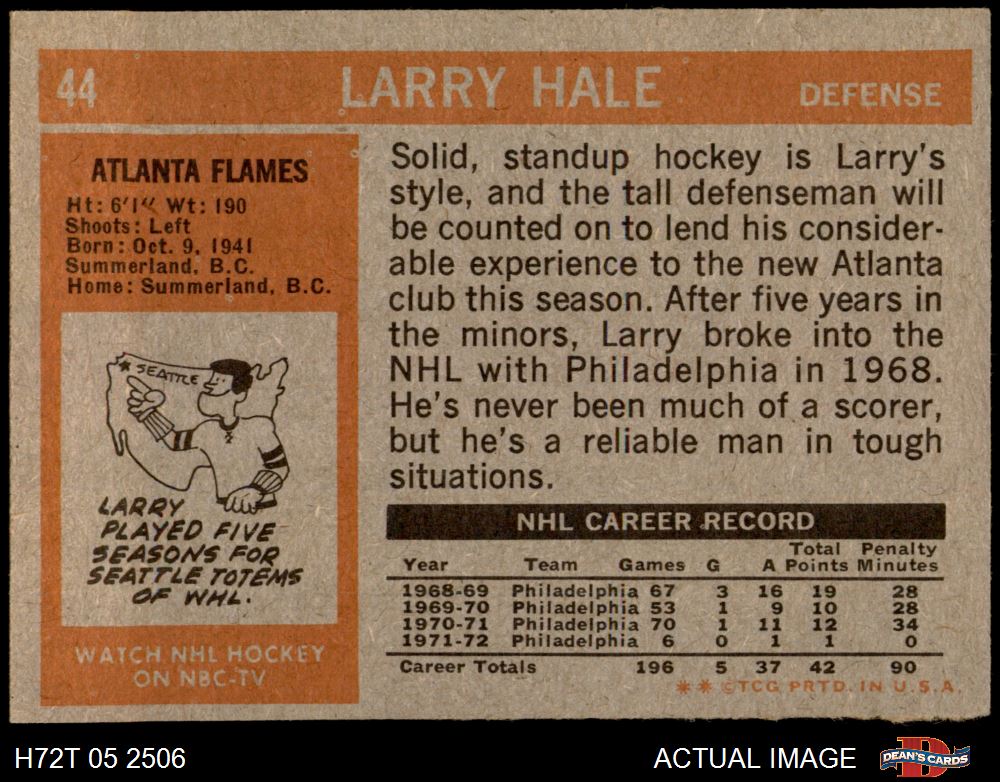 44 LARRY HALE DEFENSE
ATLANTA FLAMES
Ht: 6'1" Wt: 190
Shoots: Left
Born: Oct. 9, 1941
Summerland, B.C.
Home: Summerland, B.C.
SEATTLE
LARRY
PLAYED FIVE
SEASONS FOR
SEATTLE TOTEMS
OF WHL.
WATCH NHL HOCKEY
ON NBC-TV
Solid, standup hockey is Larry's
style, and the tall defenseman will
be counted on to lend his consider-
able experience to the new Atlanta
club this season. After five years in
the minors, Larry broke into the
NHL with Philadelphia in 1968.
He's never been much of a scorer,
but he's a reliable man in tough
situations.
NHL CAREER RECORD
Total Penalty
Year Team Games G A Points Minutes
1968-69 Philadelphia 67 3 16 19 28
1969-70 Philadelphia 53 1 9 10 28
1970-71 Philadelphia 70 1 11 12 34
1971-72 Philadelphia 6 0 1 1 0
Career Totals 196 5 37 42 90
** ©TCG PRTD. IN U.S.A.
H72T 05 2506 ACTUAL IMAGE DEAN'S CARDS